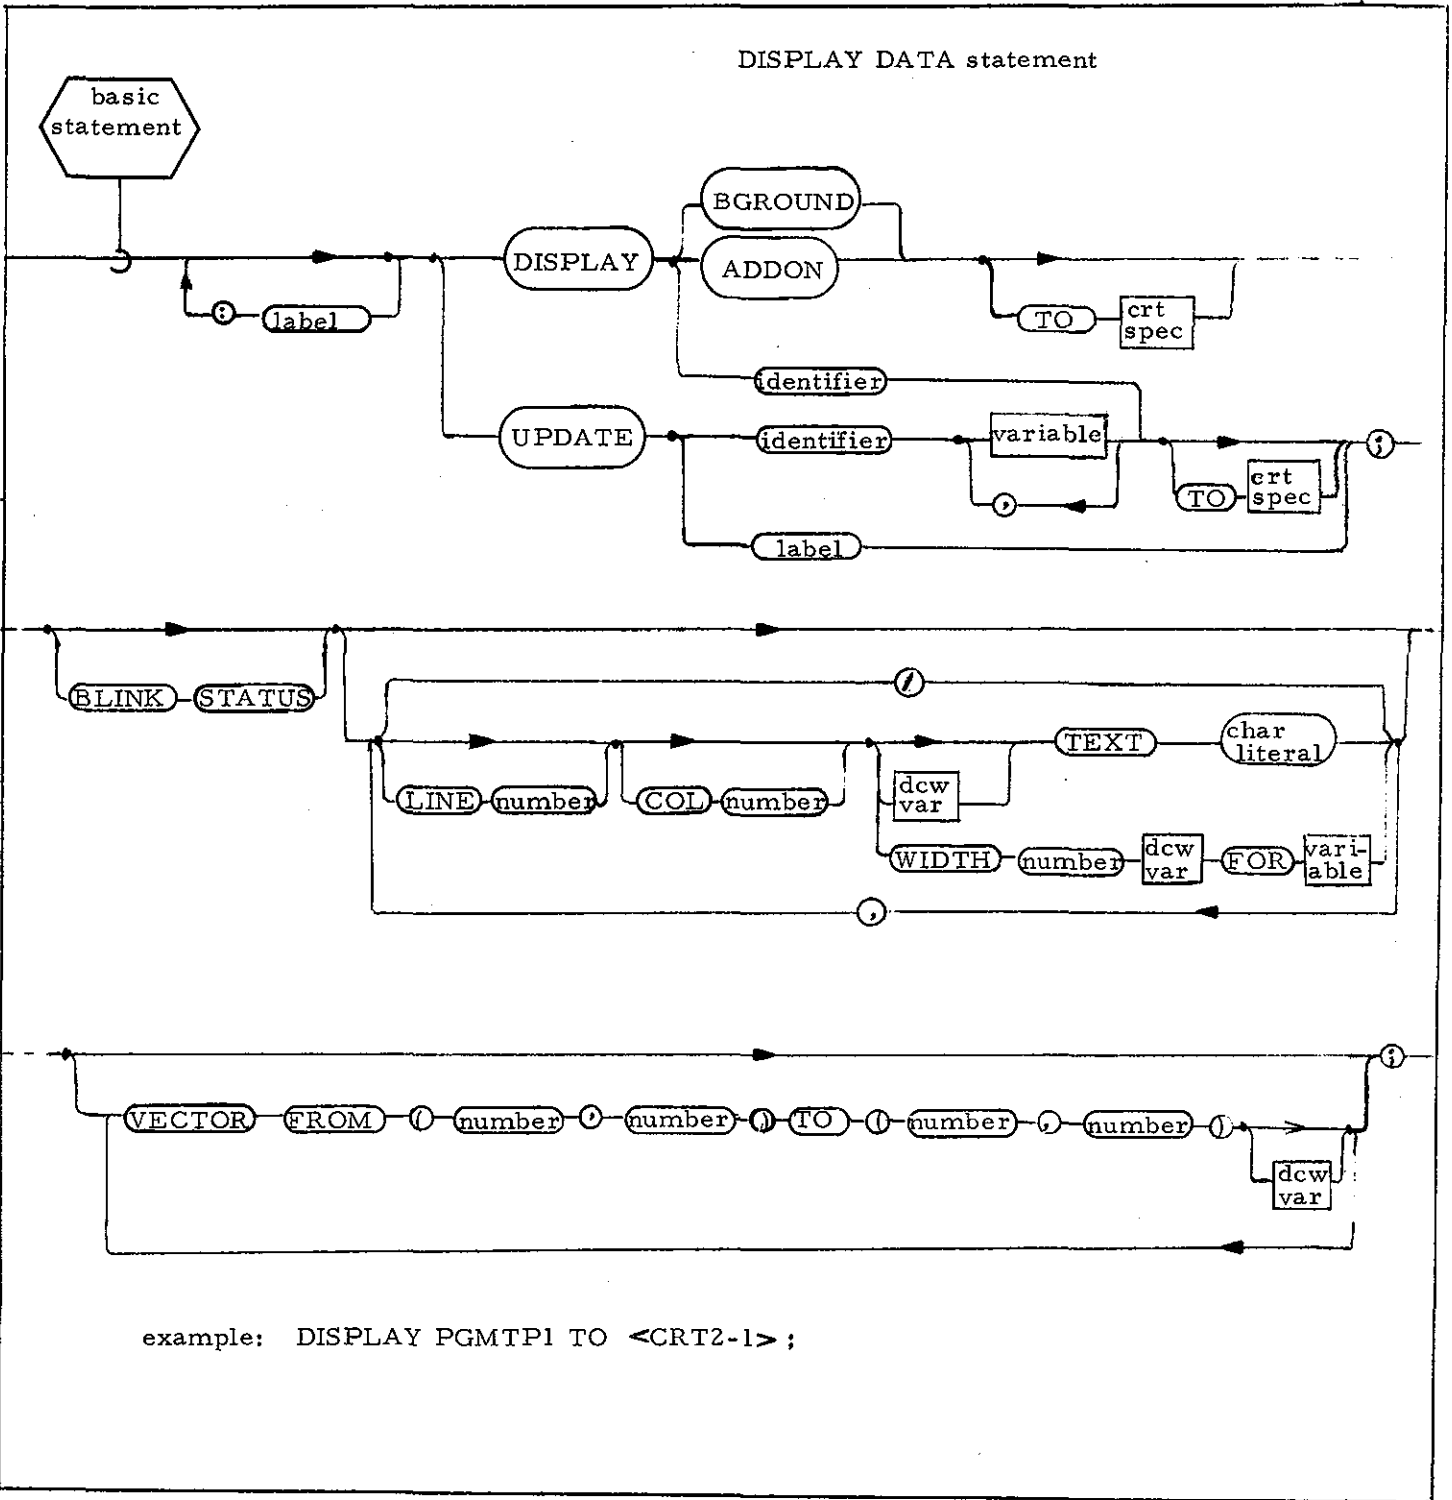 DISPLAY DATA statement
basic
statement
BGROUND
DISPLAY
ADDON
: label
TO crt
spec
identifier
UPDATE identifier variable
,
TO crt
spec
;
label
BLINK STATUS
/
TEXT char
literal
LINE number COL number dcw
var
WIDTH number dcw
var FOR vari-
able
,
;
VECTOR FROM ( number , number ) TO ( number , number )
dcw
var
example: DISPLAY PGMTP1 TO <CRT2-1> ;